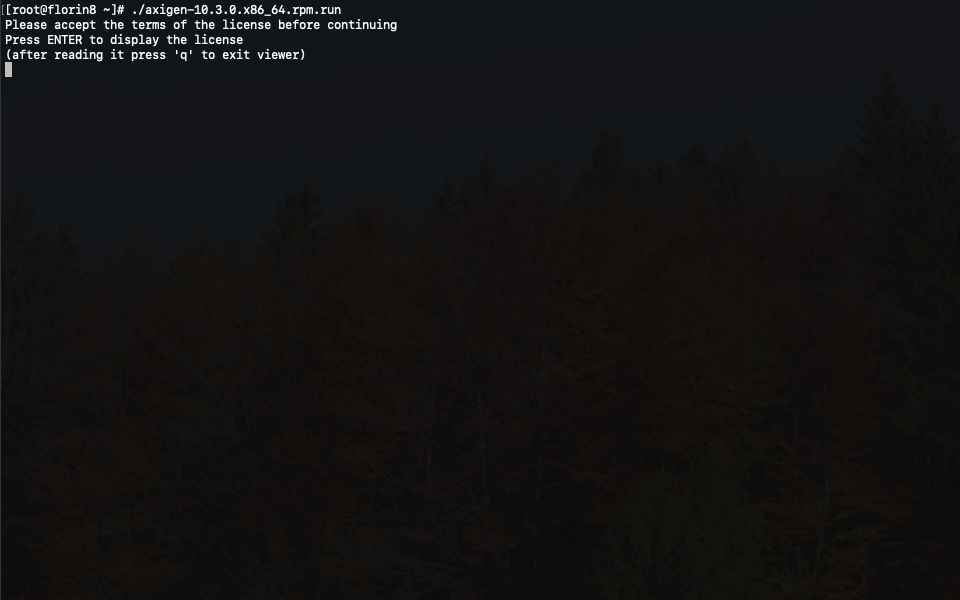 [[root@florin8 ~]# ./axigen-10.3.0.x86_64.rpm.run
Please accept the terms of the license before continuing
Press ENTER to display the license
(after reading it press 'q' to exit viewer)